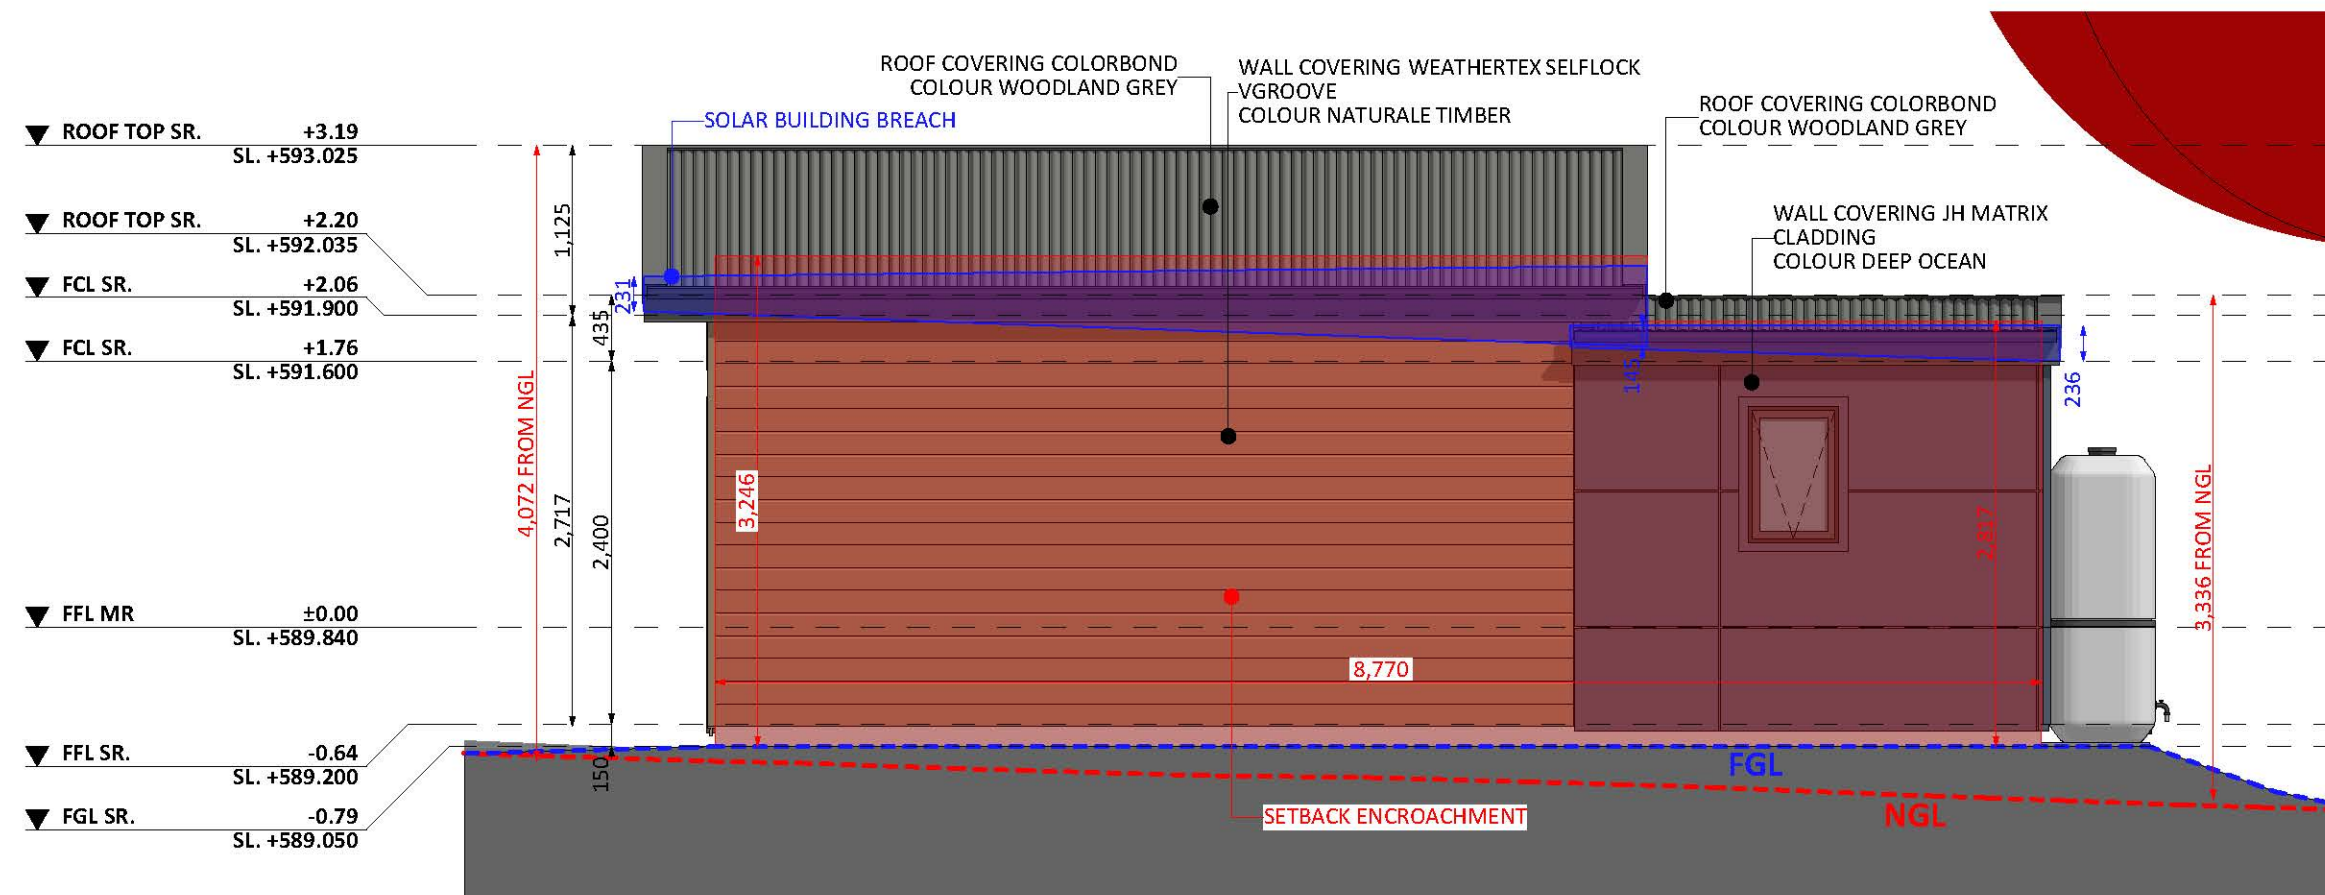 ROOF COVERING COLORBOND
COLOUR WOODLAND GREY
WALL COVERING WEATHERTEX SELFLOCK
VGROOVE
COLOUR NATURALE TIMBER
ROOF COVERING COLORBOND
COLOUR WOODLAND GREY
SOLAR BUILDING BREACH
WALL COVERING JH MATRIX
CLADDING
COLOUR DEEP OCEAN
ROOF TOP SR. +3.19
SL. +593.025
ROOF TOP SR. +2.20
SL. +592.035
FCL SR. +2.06
SL. +591.900
FCL SR. +1.76
SL. +591.600
FFL MR ±0.00
SL. +589.840
FFL SR. -0.64
SL. +589.200
FGL SR. -0.79
SL. +589.050
4,072 FROM NGL
1,125
2,717
435
2,400
150
231
3,246
145
236
2,817
3,336 FROM NGL
8,770
FGL
NGL
SETBACK ENCROACHMENT